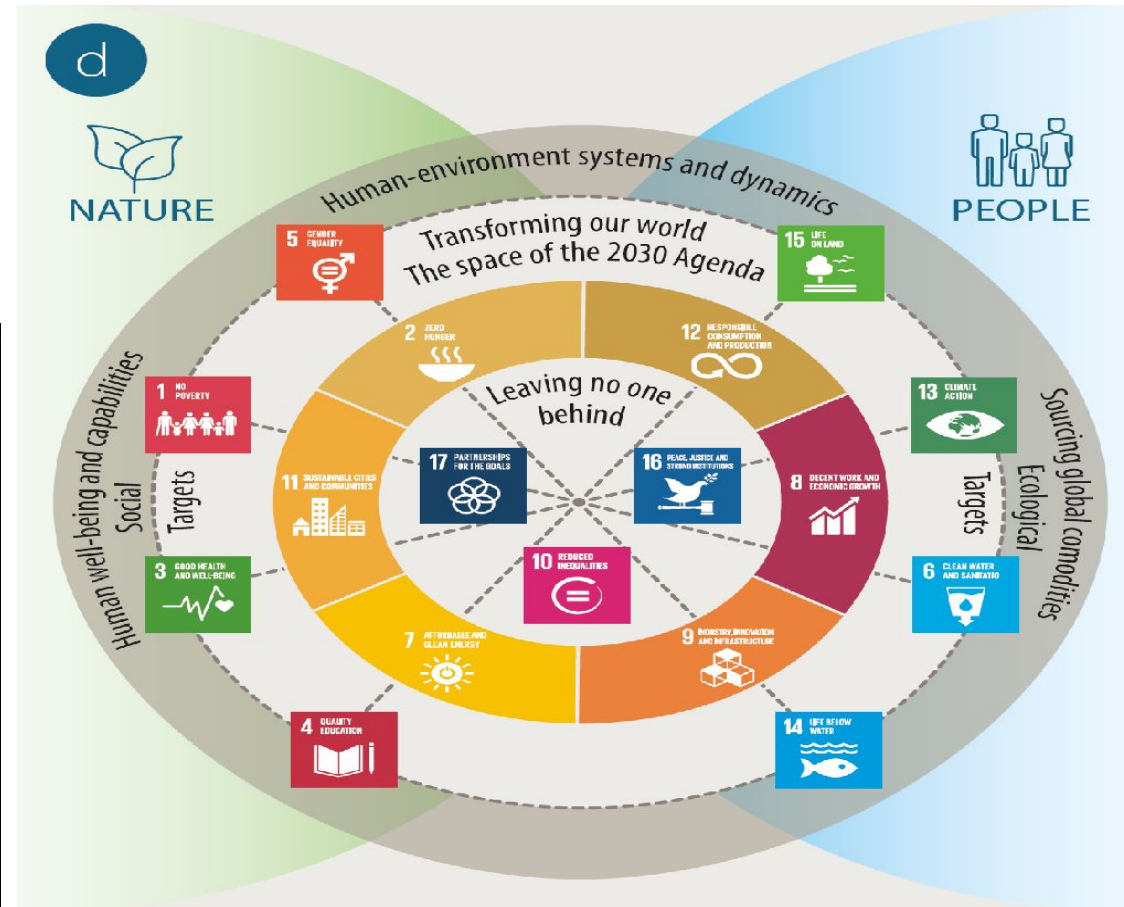 d
NATURE
PEOPLE
Human-environment systems and dynamics
Transforming our world
The space of the 2030 Agenda
5 GENDER
EQUALITY
15 LIFE
ON LAND
2 ZERO
HUNGER
12 RESPONSIBLE
CONSUMPTION
AND PRODUCTION
Leaving no one
behind
Human well-being and capabilities
Social
Targets
1 NO
POVERTY
13 CLIMATE
ACTION
Sourcing global comodities
Ecological
Targets
17 PARTNERSHIPS
FOR THE GOALS
16 PEACE, JUSTICE AND
STRONG INSTITUTIONS
11 SUSTAINABLE CITIES
AND COMMUNITIES
8 DECENT WORK AND
ECONOMIC GROWTH
10 REDUCED
INEQUALITIES
3 GOOD HEALTH
AND WELL-BEING
6 CLEAN WATER
AND SANITATIO
7 AFFORDABLE AND
CLEAN ENERGY
9 INDUSTRY, INNOVATION
AND INFRASTRUCTURE
4 QUALITY
EDUCATION
14 LIFE BELOW
WATER